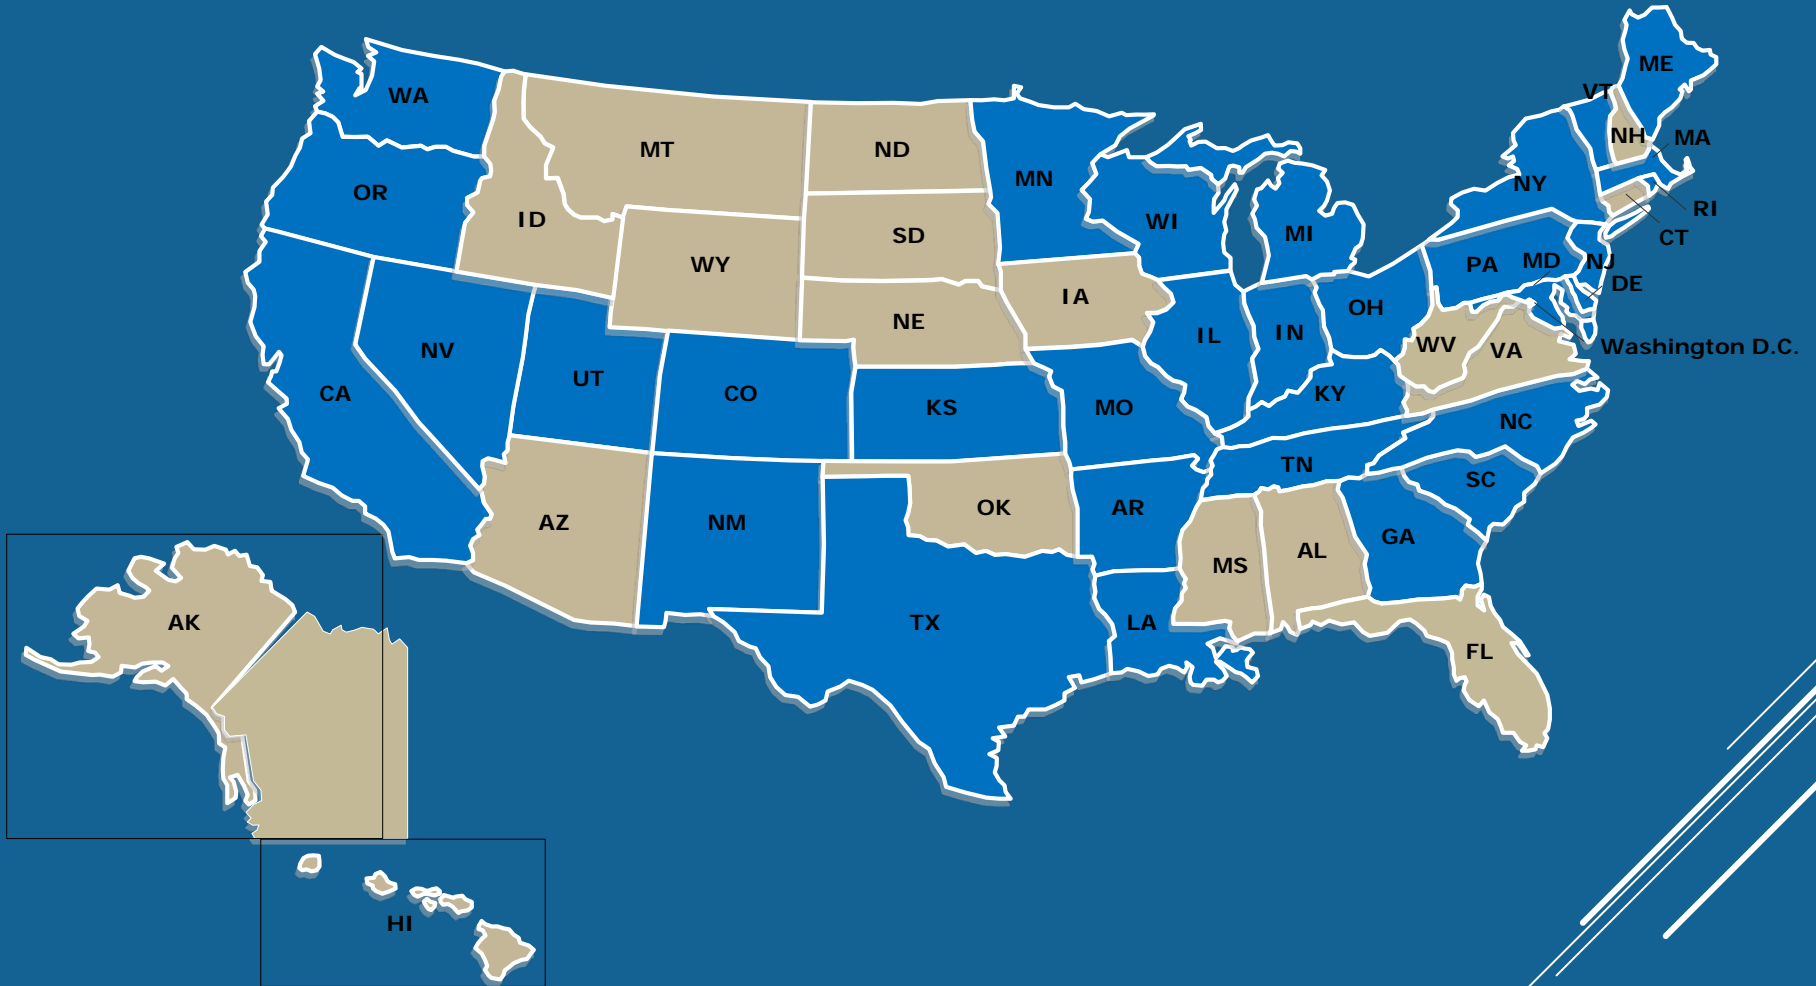 ME
WA
VT
NH
MA
MT
ND
MN
OR
NY
RI
ID
WI
MI
SD
CT
WY
PA
MD
NJ
DE
IA
NE
OH
IL
IN
WV
VA
Washington D.C.
NV
UT
CA
CO
KS
MO
KY
NC
TN
SC
AZ
NM
OK
AR
GA
MS
AL
AK
TX
LA
FL
HI